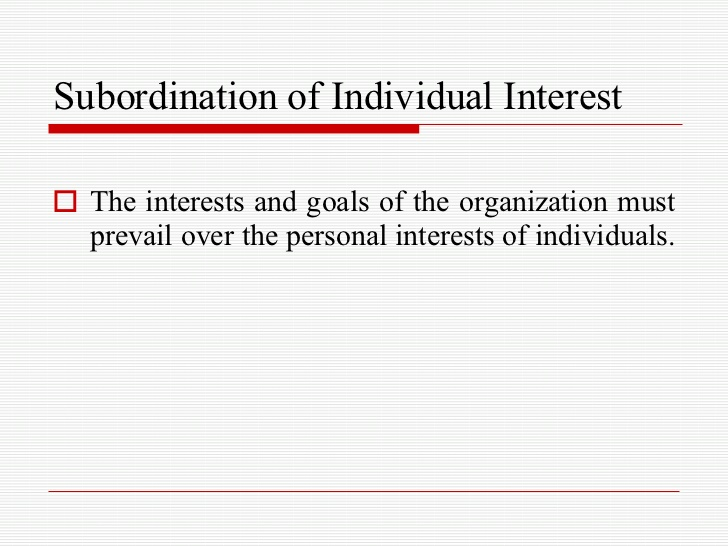 Subordination of Individual Interest
The interests and goals of the organization must
prevail over the personal interests of individuals.